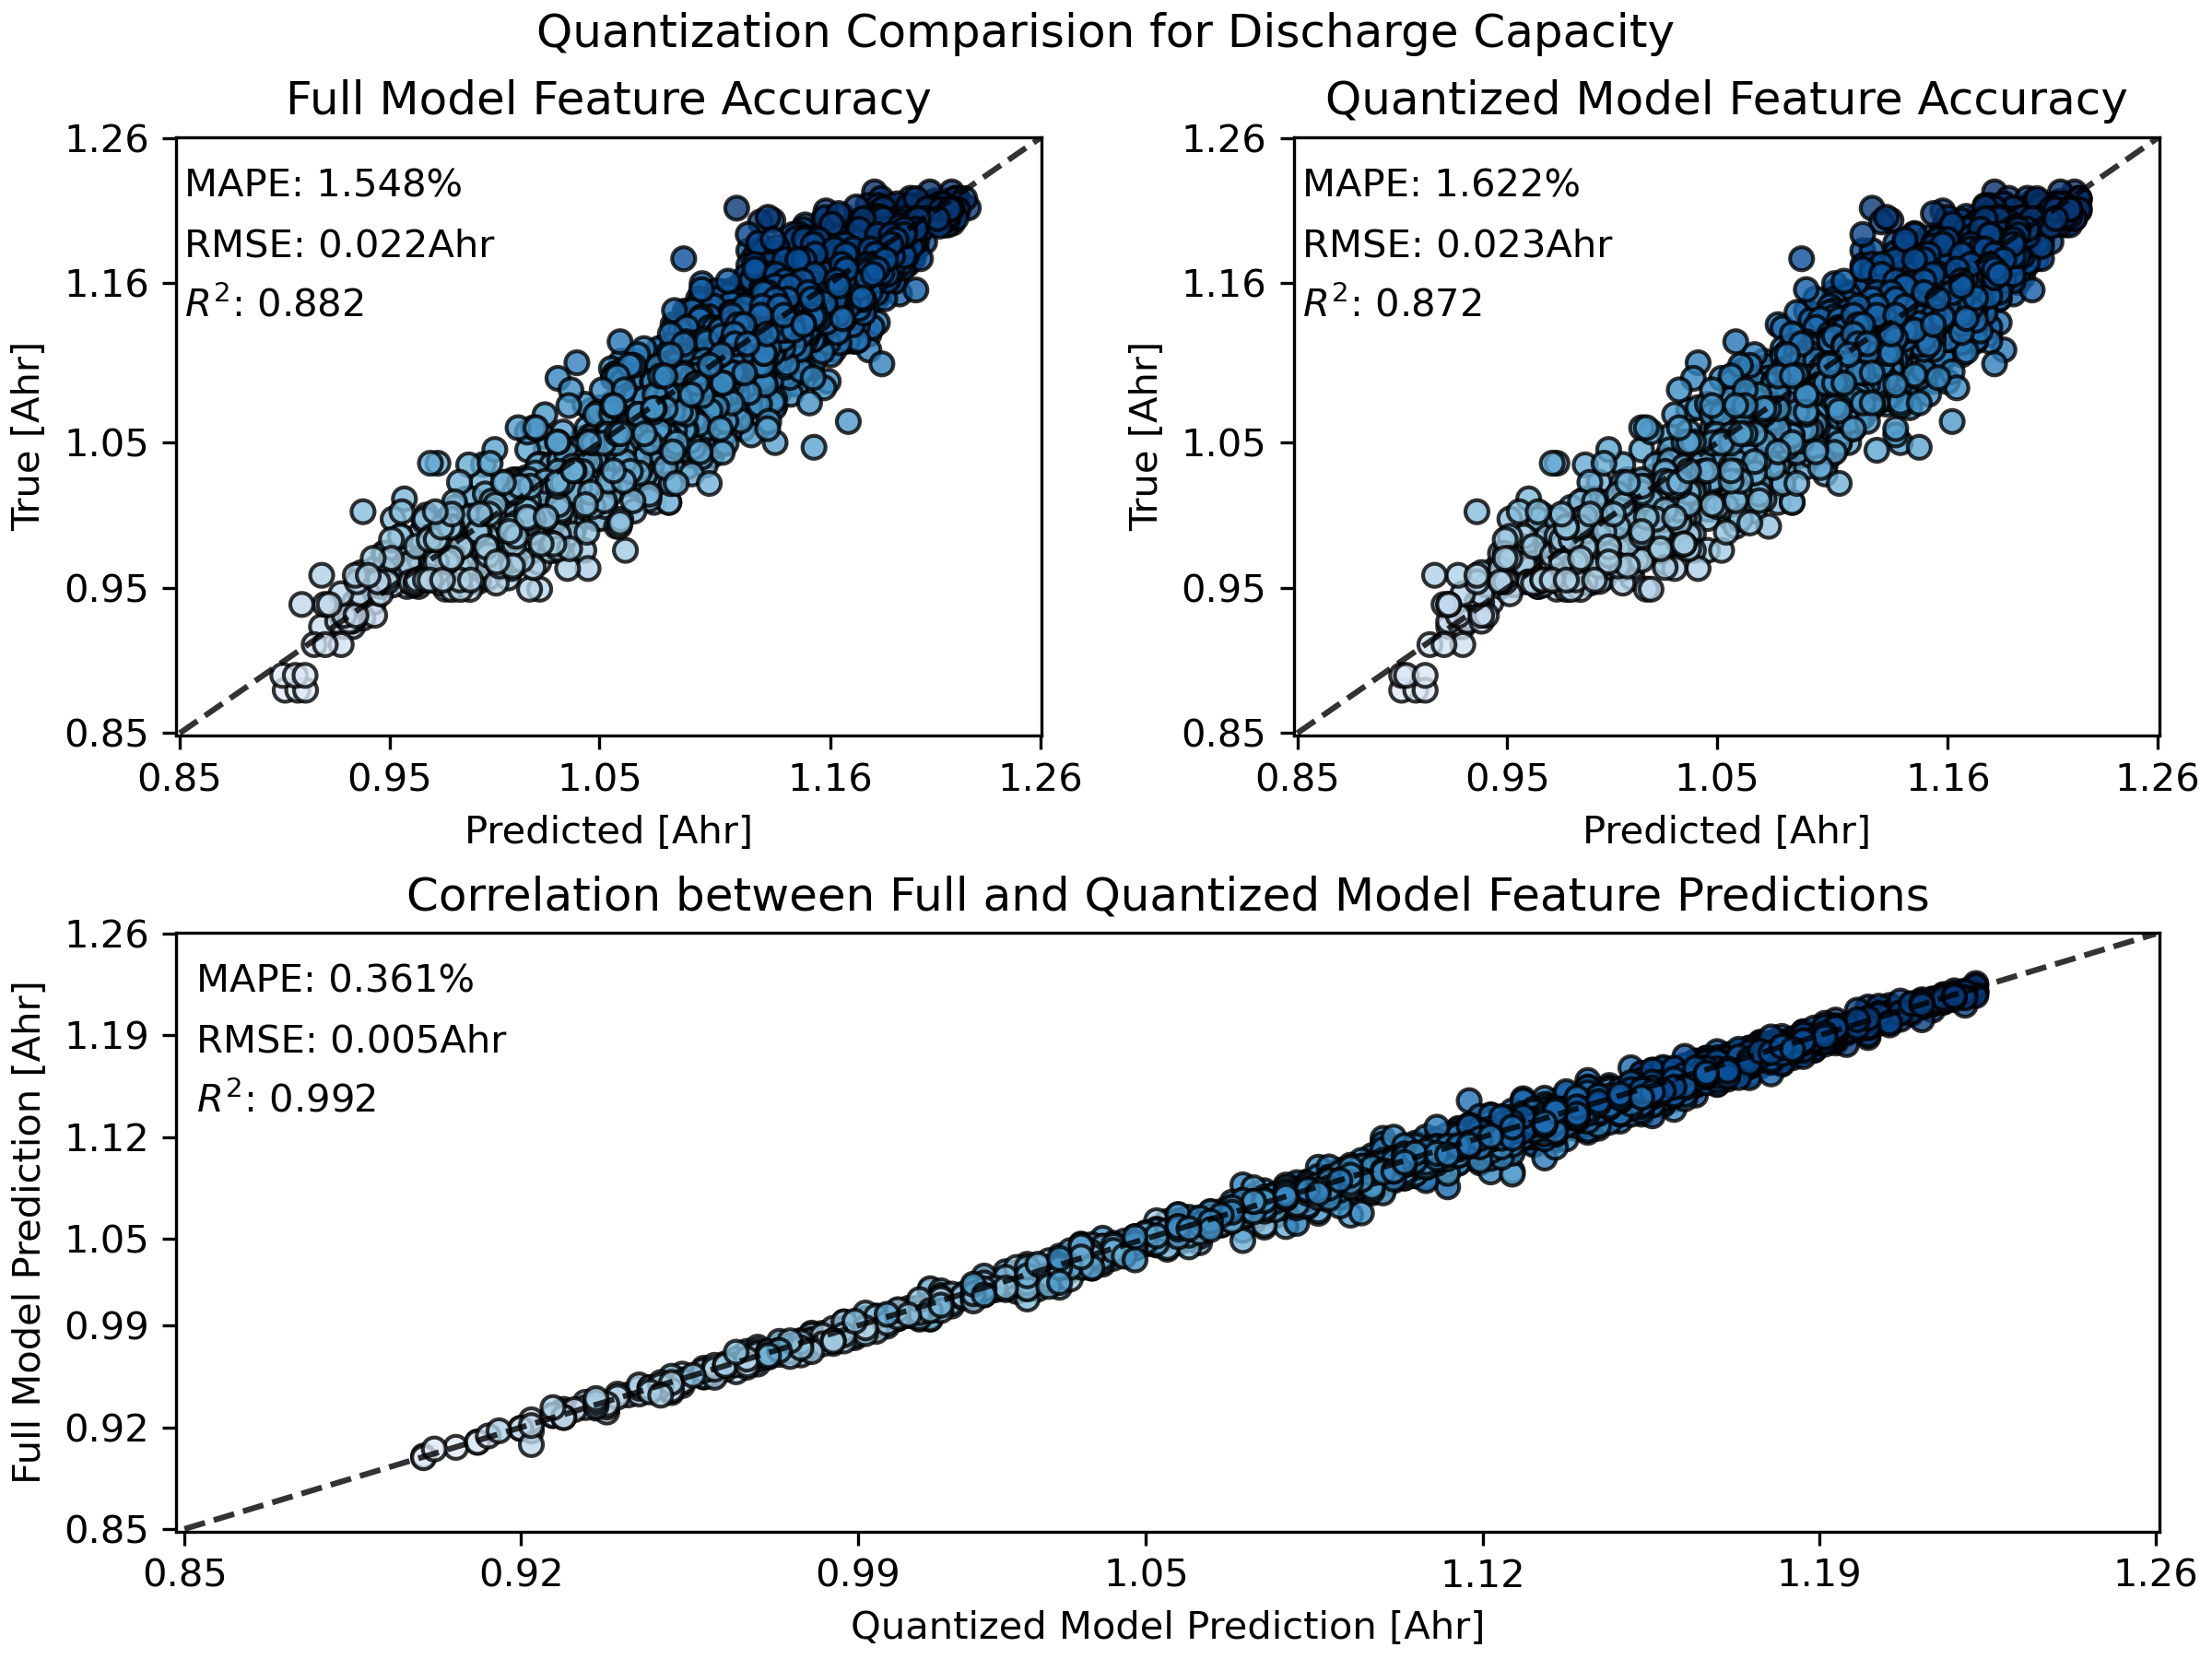 Quantization Comparision for Discharge Capacity
Full Model Feature Accuracy
1.26
1.16
1.05
0.95
0.85
True [Ahr]
MAPE: 1.548%
RMSE: 0.022Ahr
R²: 0.882
0.85 0.95 1.05 1.16 1.26
Predicted [Ahr]
Quantized Model Feature Accuracy
1.26
1.16
1.05
0.95
0.85
True [Ahr]
MAPE: 1.622%
RMSE: 0.023Ahr
R²: 0.872
0.85 0.95 1.05 1.16 1.26
Predicted [Ahr]
Correlation between Full and Quantized Model Feature Predictions
1.26
1.19
1.12
1.05
0.99
0.92
0.85
Full Model Prediction [Ahr]
MAPE: 0.361%
RMSE: 0.005Ahr
R²: 0.992
0.85 0.92 0.99 1.05 1.12 1.19 1.26
Quantized Model Prediction [Ahr]